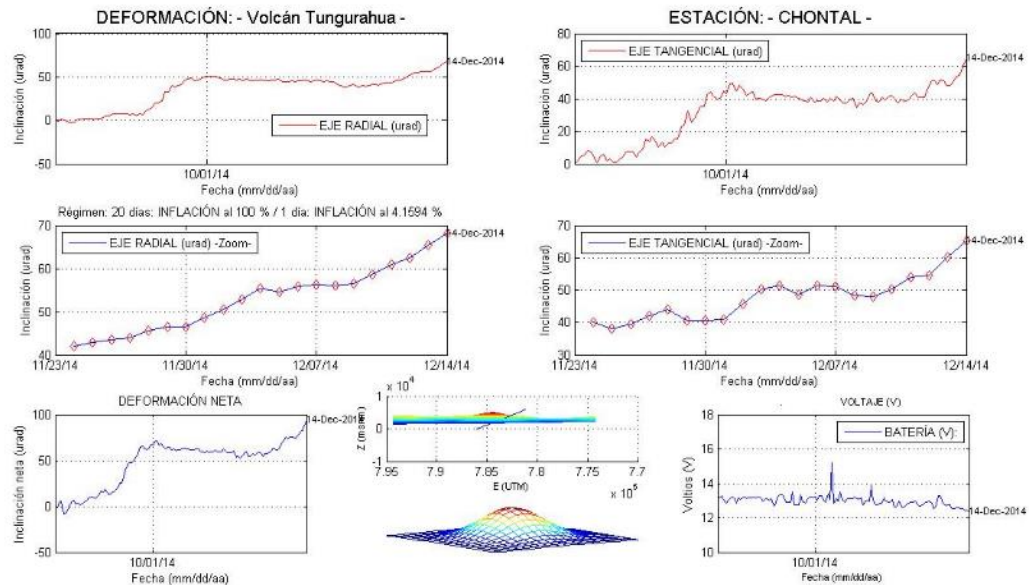 DEFORMACIÓN: - Volcán Tungurahua -
ESTACIÓN: - CHONTAL -
100
50
0
-50
Inclinación (urad)
EJE RADIAL (urad)
14-Dec-2014
10/01/14
Fecha (mm/dd/aa)
80
60
40
20
0
Inclinación (urad)
EJE TANGENCIAL (urad)
14-Dec-2014
10/01/14
Fecha (mm/dd/aa)
Régimen: 20 días: INFLACIÓN al 100 % / 1 día: INFLACIÓN al 4.1594 %
70
60
50
40
Inclinación (urad)
EJE RADIAL (urad) -Zoom-
14-Dec-2014
11/23/14 11/30/14 12/07/14 12/14/14
Fecha (mm/dd/aa)
70
60
50
40
30
Inclinación (urad)
EJE TANGENCIAL (urad) -Zoom-
14-Dec-2014
11/23/14 11/30/14 12/07/14 12/14/14
Fecha (mm/dd/aa)
DEFORMACIÓN NETA
100
50
0
-50
Inclinación neta (urad)
14-Dec-2014
10/01/14
Fecha (mm/dd/aa)
x 10^4
1
0
-1
7.95 7.9 7.85 7.8 7.75 7.7
E (UTM)
x 10^5
VOLTAJE (V)
18
16
14
12
10
Voltios (V)
BATERÍA (V):
14-Dec-2014
10/01/14
Fecha (mm/dd/aa)